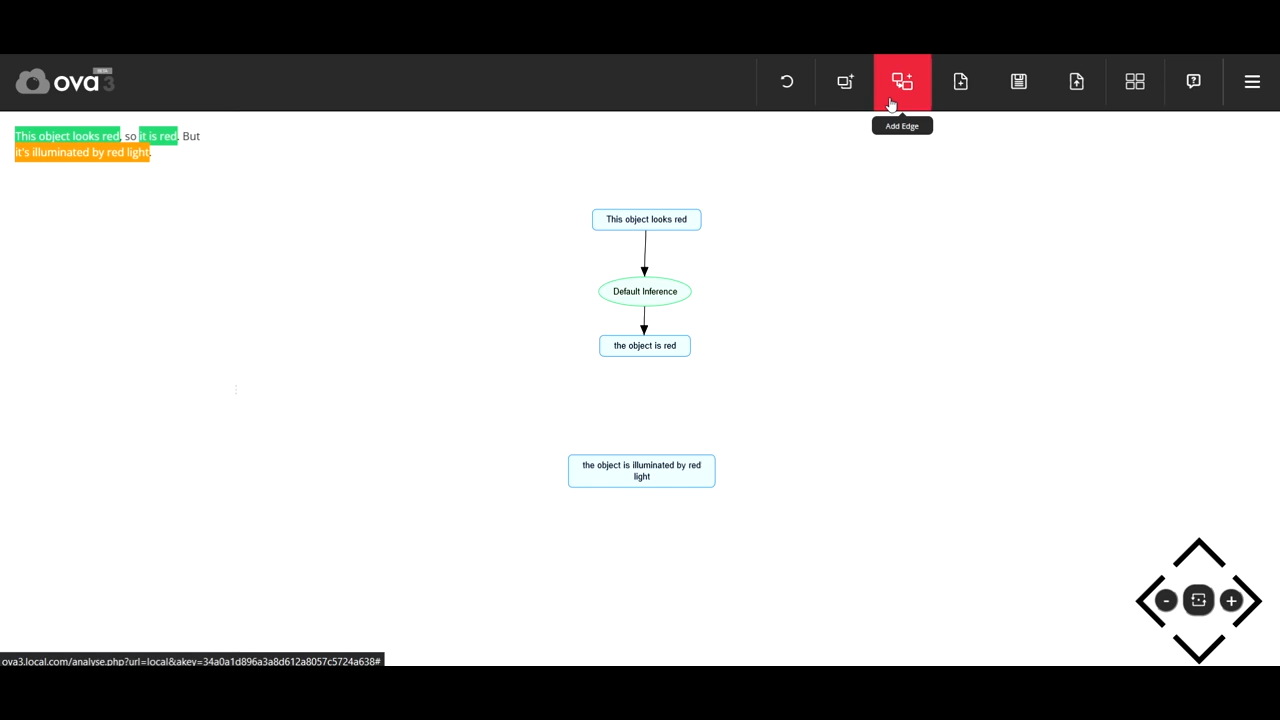 BETA
ova3
Add Edge
This object looks red, so it is red. But
it's illuminated by red light.
This object looks red
Default Inference
the object is red
the object is illuminated by red
light
ova3.local.com/analyse.php?url=local&akey=34a0a1d896a3a8d612a8057c5724a638#